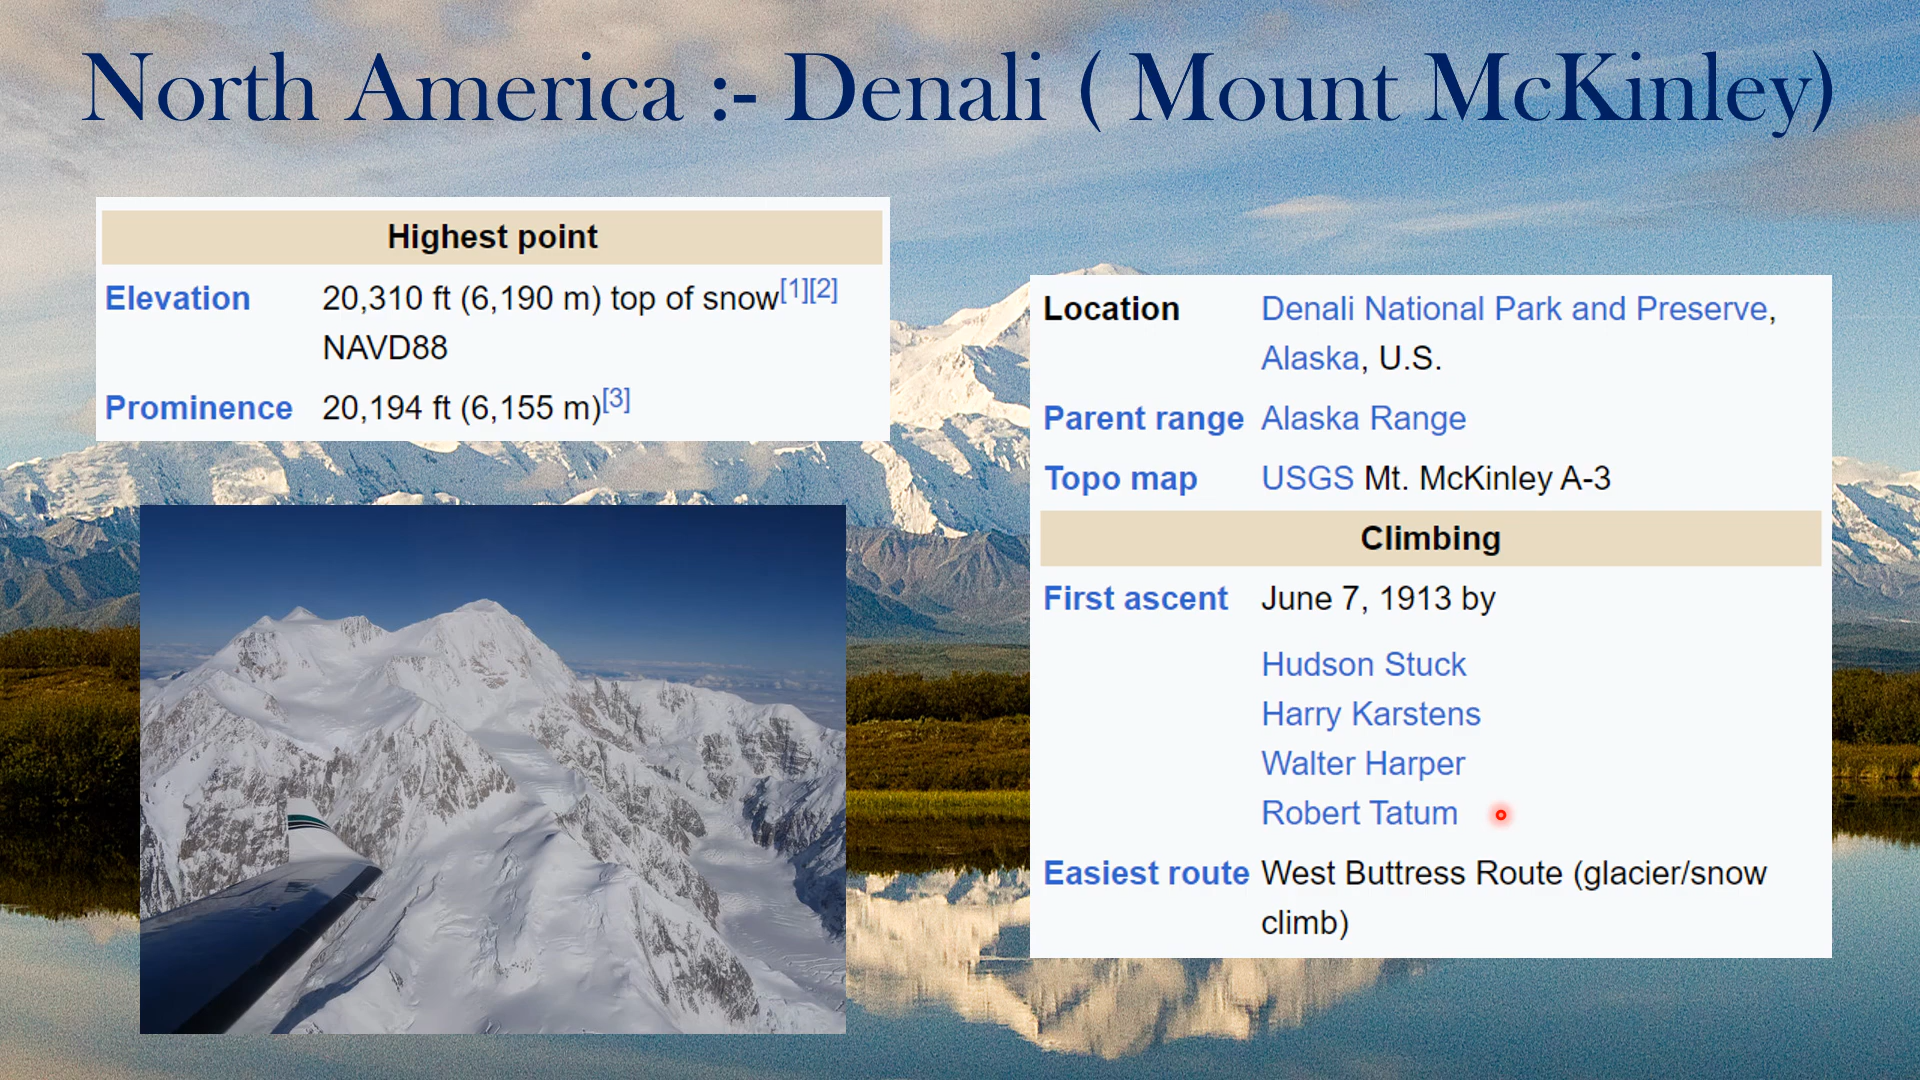 North America :- Denali ( Mount McKinley)
Highest point
Elevation 20,310 ft (6,190 m) top of snow[1][2]
NAVD88
Prominence 20,194 ft (6,155 m)[3]
Location Denali National Park and Preserve,
Alaska, U.S.
Parent range Alaska Range
Topo map USGS Mt. McKinley A-3
Climbing
First ascent June 7, 1913 by
Hudson Stuck
Harry Karstens
Walter Harper
Robert Tatum
Easiest route West Buttress Route (glacier/snow
climb)